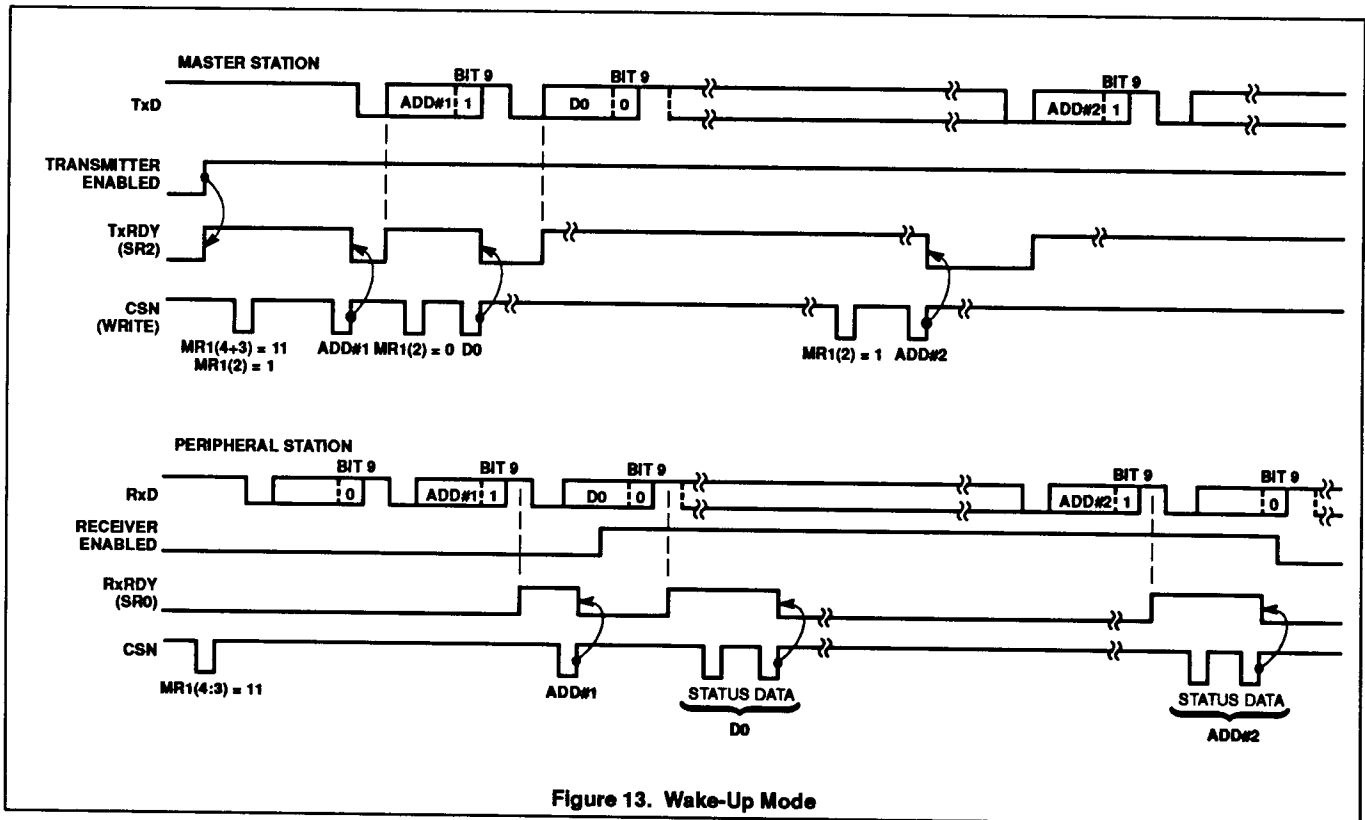 MASTER STATION
BIT 9 BIT 9 BIT 9
TxD ADD#1 1 D0 0 ADD#2 1
TRANSMITTER
ENABLED
TxRDY
(SR2)
CSN
(WRITE)
MR1(4+3) = 11 ADD#1 MR1(2) = 0 D0 MR1(2) = 1 ADD#2
MR1(2) = 1
PERIPHERAL STATION
BIT 9 BIT 9 BIT 9 BIT 9 BIT 9
RxD 0 ADD#1 1 D0 0 ADD#2 1 0
RECEIVER
ENABLED
RxRDY
(SR0)
CSN
MR1(4:3) = 11 ADD#1 STATUS DATA STATUS DATA
D0 ADD#2
Figure 13. Wake-Up Mode